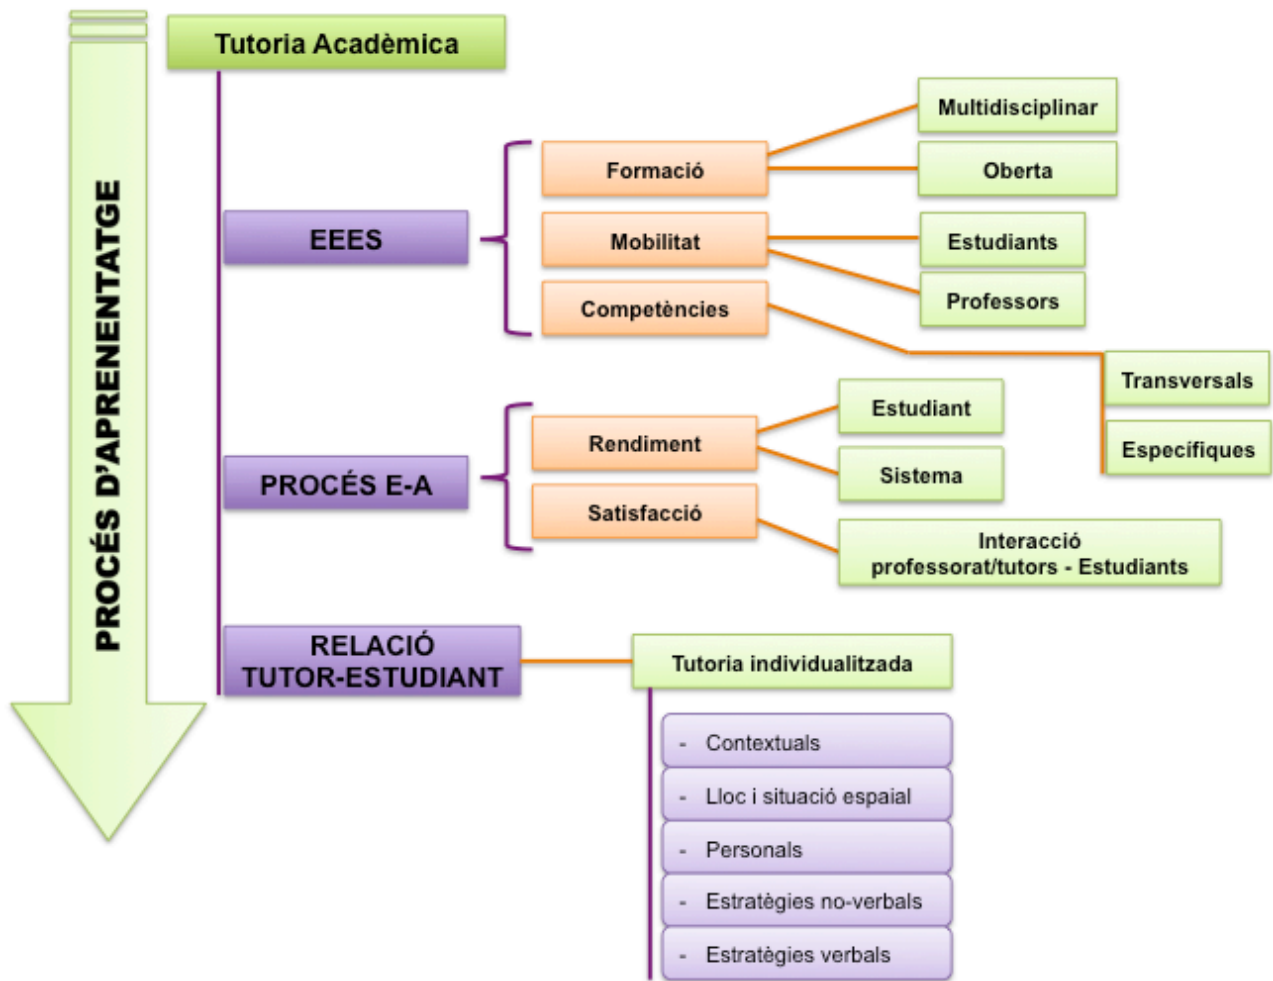 PROCÉS D'APRENENTATGE
Tutoria Acadèmica
EEES
Formació
Multidisciplinar
Oberta
Mobilitat
Estudiants
Professors
Competències
Transversals
Específiques
PROCÉS E-A
Rendiment
Estudiant
Sistema
Satisfacció
Interacció
professorat/tutors - Estudiants
RELACIÓ
TUTOR-ESTUDIANT
Tutoria individualitzada
- Contextuals
- Lloc i situació espaial
- Personals
- Estratègies no-verbals
- Estratègies verbals